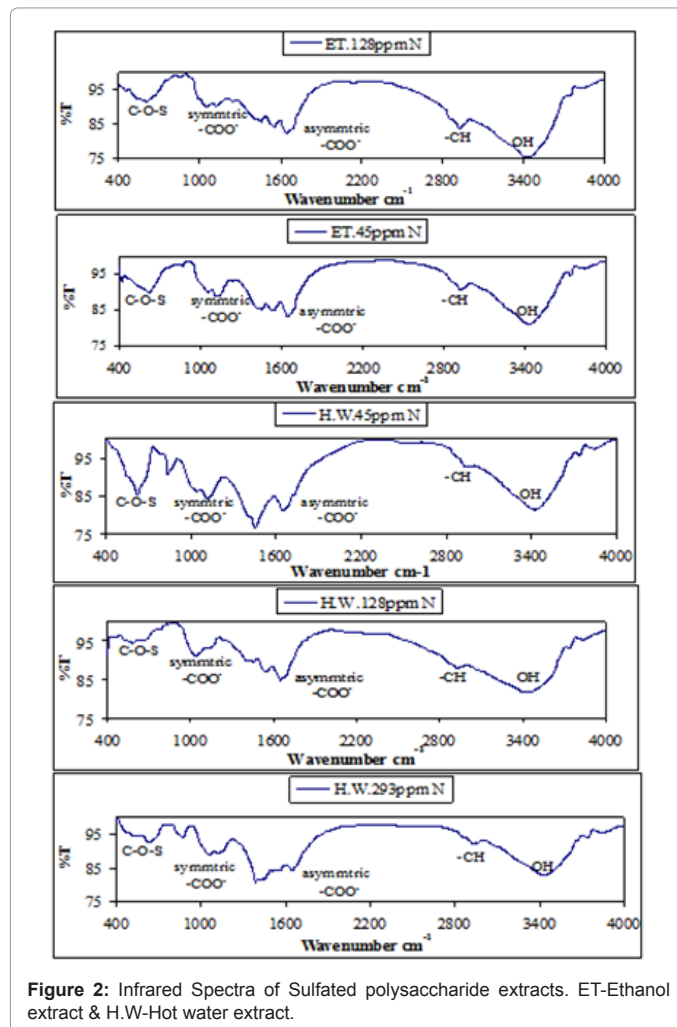 ET.128ppmN
%T
95
85
75
C-O-S
symmtric
-COO⁻
asymmtric
-COO⁻
-CH
OH
400 1000 1600 2200 2800 3400 4000
Wavenumber cm⁻¹
ET.45ppmN
%T
95
85
75
C-O-S
symmtric
-COO⁻
asymmtric
-COO⁻
-CH
OH
400 1000 1600 2200 2800 3400 4000
Wavenumber cm⁻¹
H.W.45ppmN
%T
95
85
75
C-O-S
symmtric
-COO⁻
asymmtric
-COO⁻
-CH
OH
400 1000 1600 2200 2800 3400 4000
Wavenumber cm-1
H.W.128ppmN
%T
95
85
75
C-O-S
symmtric
-COO⁻
asymmtric
-COO⁻
-CH
OH
400 1000 1600 2200 2800 3400 4000
Wavenumber cm⁻¹
H.W.293ppmN
%T
95
85
75
C-O-S
symmtric
-COO⁻
asymmtric
-COO⁻
-CH
OH
400 1000 1600 2200 2800 3400 4000
Wavenumber cm⁻¹
Figure 2: Infrared Spectra of Sulfated polysaccharide extracts. ET-Ethanol
extract & H.W-Hot water extract.